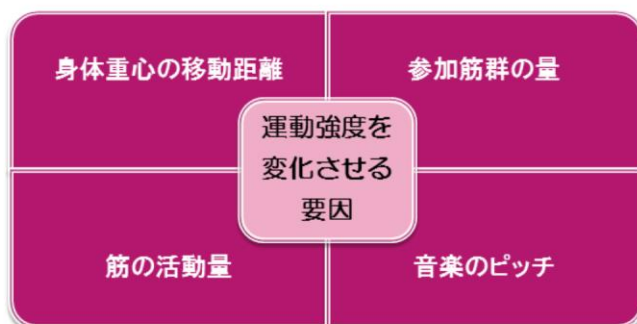 身体重心の移動距離
参加筋群の量
運動強度を
変化させる
要因
筋の活動量
音楽のピッチ